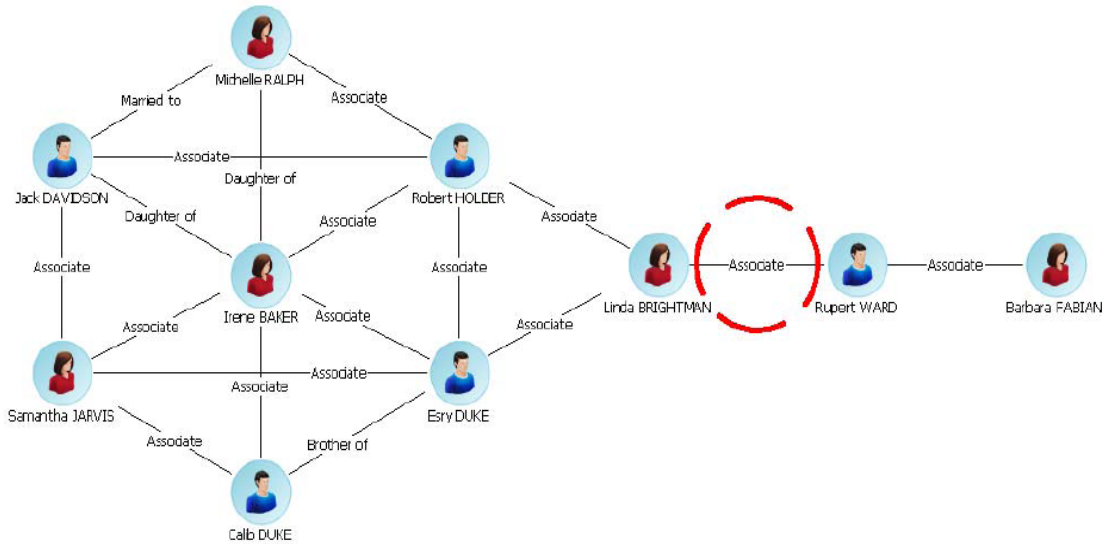 Michelle RALPH
Married to
Associate
Associate
Jack DAVIDSON
Daughter of
Robert HOLDER
Daughter of
Associate
Associate
Associate
Associate
Associate
Associate
Irene BAKER
Linda BRIGHTMAN
Rupert WARD
Barbara FABIAN
Associate
Associate
Associate
Associate
Associate
Samantha JARVIS
Esry DUKE
Associate
Brother of
Calib DUKE